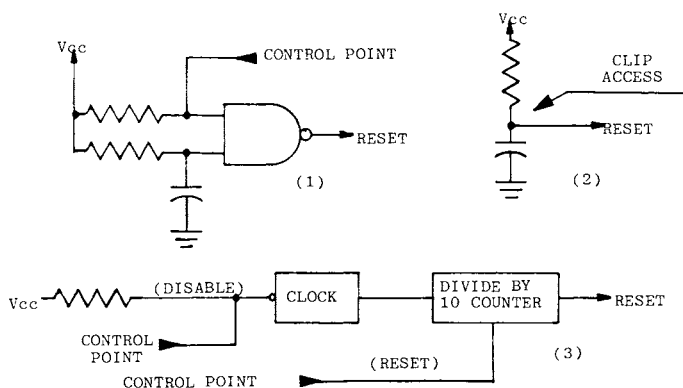 Vcc
CONTROL POINT
RESET
(1)
Vcc
CLIP
ACCESS
RESET
(2)
Vcc
(DISABLE)
CLOCK
DIVIDE BY
10 COUNTER
RESET
CONTROL
POINT
(RESET)
(3)
CONTROL POINT